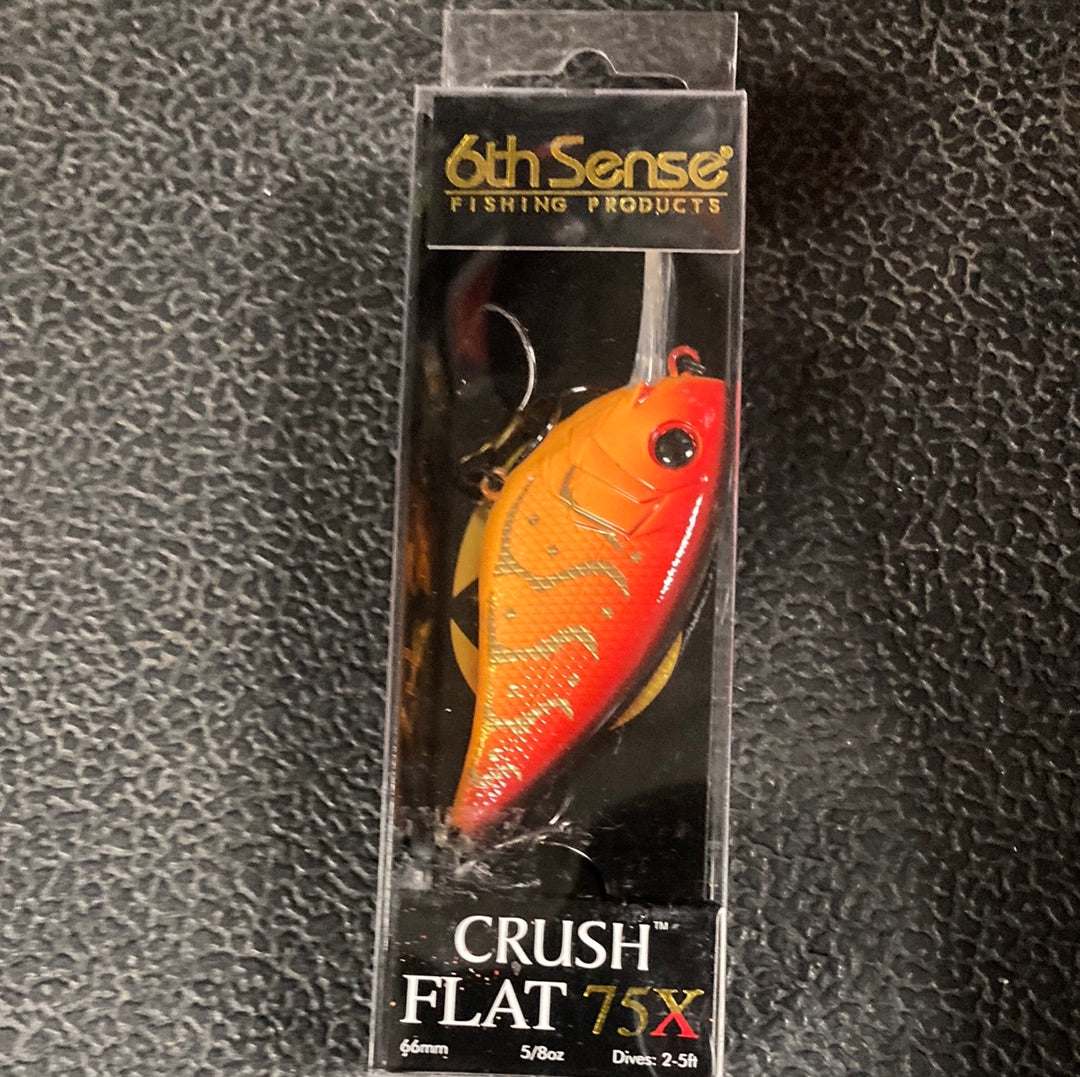 6th Sense®
FISHING PRODUCTS
CRUSH™
FLAT 75X
66mm 5/8oz Dives: 2-5ft